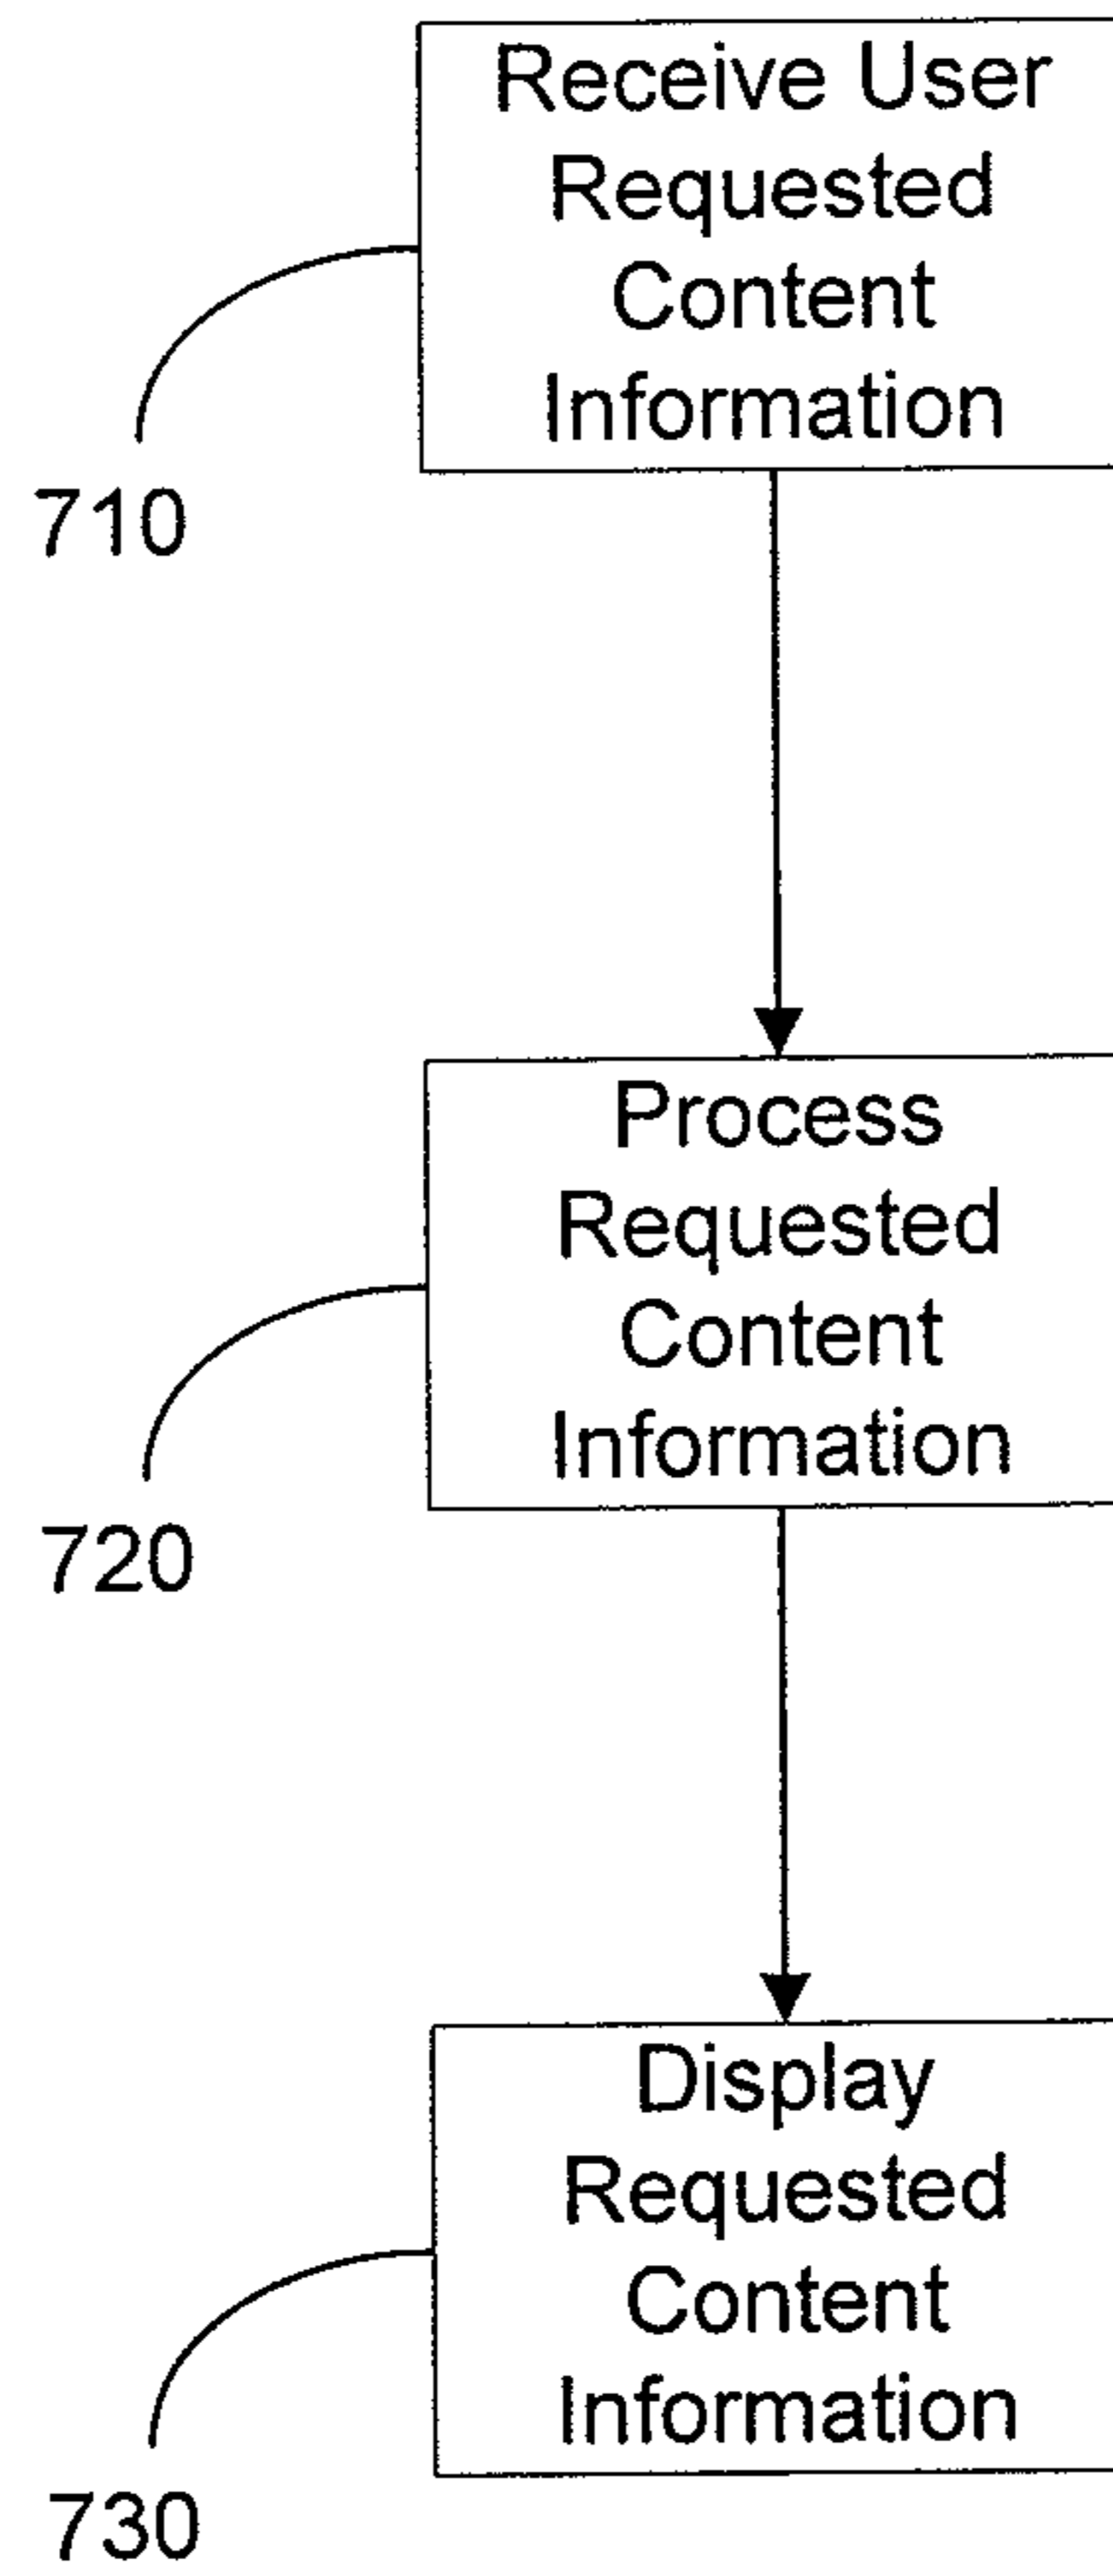 Receive User
Requested
Content
Information
710
Process
Requested
Content
Information
720
Display
Requested
Content
Information
730